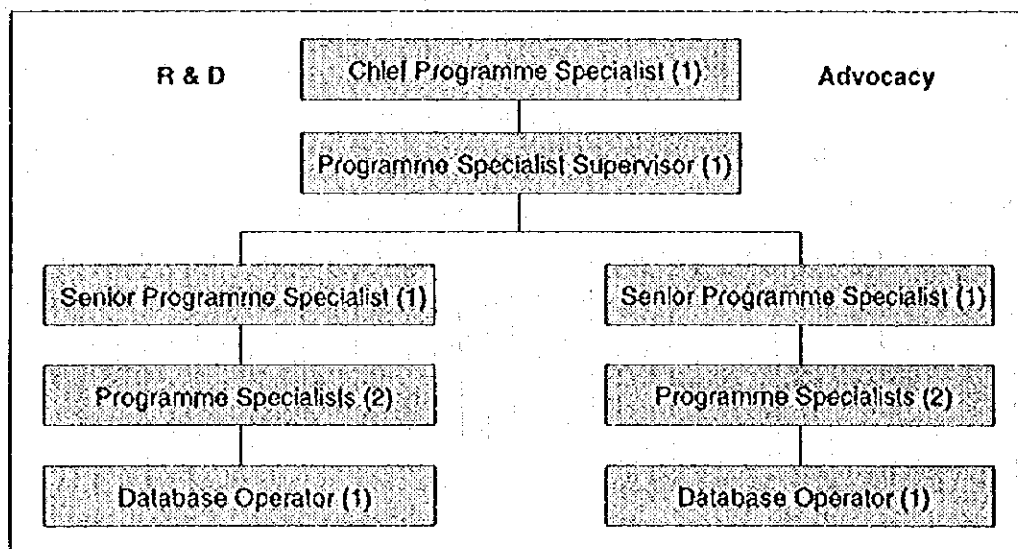 R & D
Chief Programme Specialist (1)
Advocacy
Programme Specialist Supervisor (1)
Senior Programme Specialist (1)
Senior Programme Specialist (1)
Programme Specialists (2)
Programme Specialists (2)
Database Operator (1)
Database Operator (1)